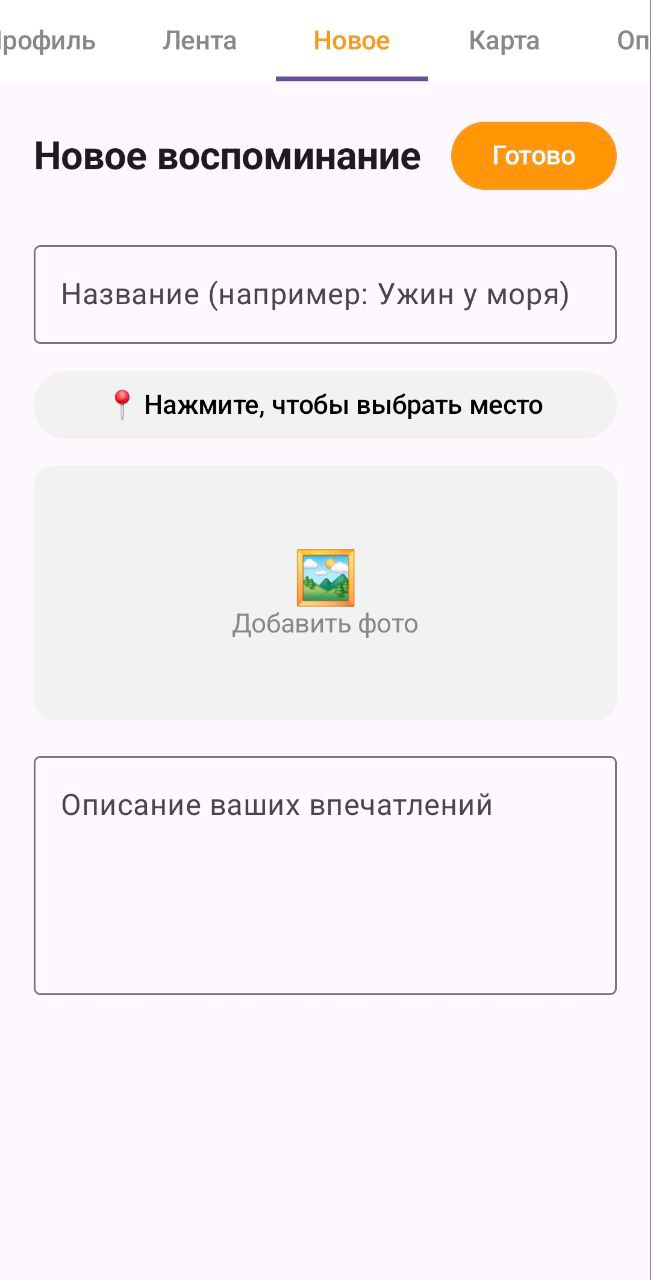 рофиль Лента Новое Карта Оп
Новое воспоминание Готово
Название (например: Ужин у моря)
📍 Нажмите, чтобы выбрать место
Добавить фото
Описание ваших впечатлений